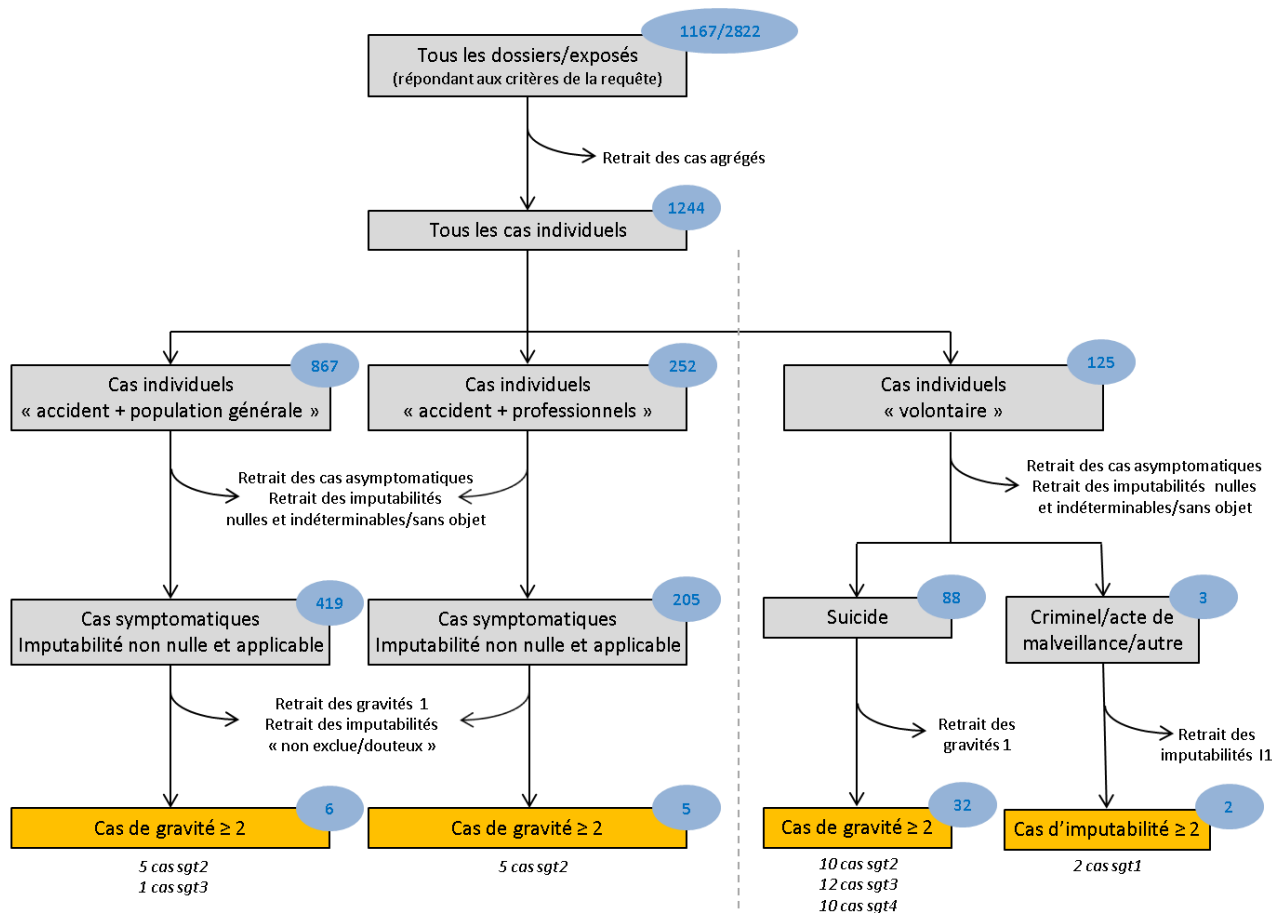 1167/2822
Tous les dossiers/exposés
(répondant aux critères de la requête)
Retrait des cas agrégés
1244
Tous les cas individuels
867
Cas individuels
« accident + population générale »
252
Cas individuels
« accident + professionnels »
125
Cas individuels
« volontaire »
Retrait des cas asymptomatiques
Retrait des imputabilités
nulles et indéterminables/sans objet
Retrait des cas asymptomatiques
Retrait des imputabilités nulles
et indéterminables/sans objet
419
Cas symptomatiques
Imputabilité non nulle et applicable
205
Cas symptomatiques
Imputabilité non nulle et applicable
88
Suicide
3
Criminel/acte de
malveillance/autre
Retrait des gravités 1
Retrait des imputabilités
« non exclue/douteux »
Retrait des
gravités 1
Retrait des
imputabilités I1
6
Cas de gravité ≥ 2
5
Cas de gravité ≥ 2
32
Cas de gravité ≥ 2
2
Cas d'imputabilité ≥ 2
5 cas sgt2
1 cas sgt3
5 cas sgt2
10 cas sgt2
12 cas sgt3
10 cas sgt4
2 cas sgt1